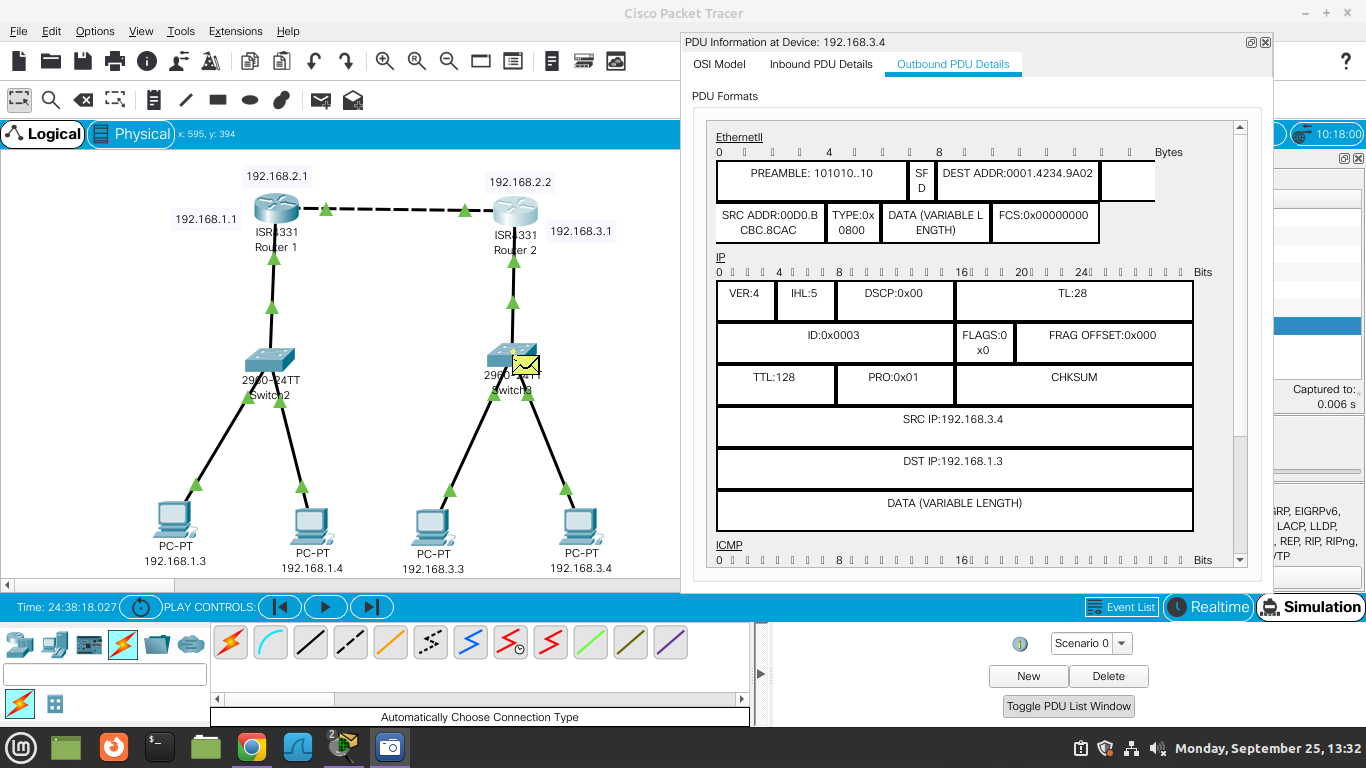 Cisco Packet Tracer
File Edit Options View Tools Extensions Help
PDU Information at Device: 192.168.3.4
OSI Model Inbound PDU Details Outbound PDU Details
PDU Formats
EthernetII
0 4 8 Bytes
PREAMBLE: 101010..10
SF
D
DEST ADDR:0001.4234.9A02
SRC ADDR:00D0.B
CBC.8CAC
TYPE:0x
0800
DATA (VARIABLE L
ENGTH)
FCS:0x00000000
IP
0 4 8 16 20 24 Bits
VER:4 IHL:5 DSCP:0x00 TL:28
ID:0x0003
FLAGS:0
x0
FRAG OFFSET:0x000
TTL:128 PRO:0x01 CHKSUM
SRC IP:192.168.3.4
DST IP:192.168.1.3
DATA (VARIABLE LENGTH)
ICMP
0 8 16 Bits
?
Logical Physical x: 595, y: 394
10:18:00
192.168.2.1
192.168.2.2
192.168.1.1
192.168.3.1
ISR4331
Router 1
ISR4331
Router 2
2960-24TT
Switch2
2960-24TT
Switch3
PC-PT
192.168.1.3
PC-PT
192.168.1.4
PC-PT
192.168.3.3
PC-PT
192.168.3.4
Captured to:
0.006 s
GRP, EIGRPv6,
LACP, LLDP,
REP, RIP, RIPng,
VTP
Time: 24:38:18.027 PLAY CONTROLS:
Event List Realtime Simulation
1 Scenario 0
New Delete
Toggle PDU List Window
Automatically Choose Connection Type
2
Monday, September 25, 13:32